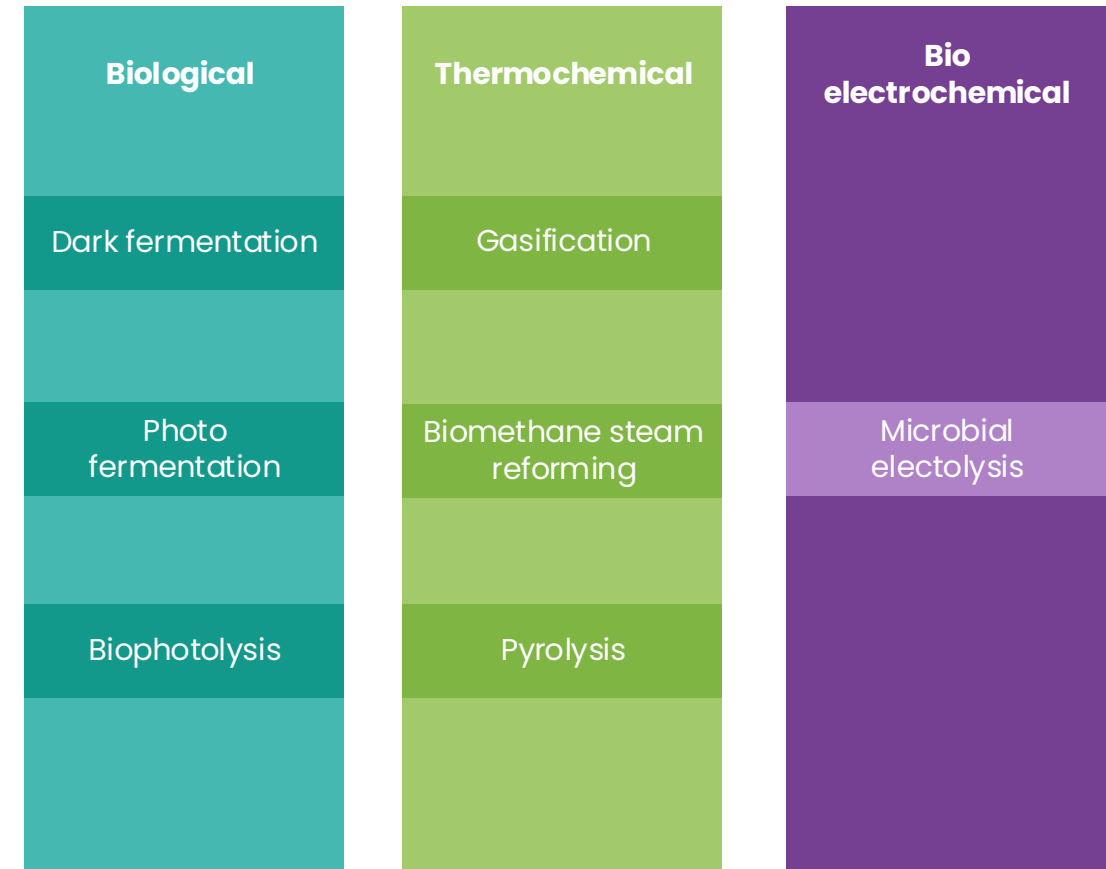 Biological
Dark fermentation
Photo
fermentation
Biophotolysis
Thermochemical
Gasification
Biomethane steam
reforming
Pyrolysis
Bio
electrochemical
Microbial
electolysis